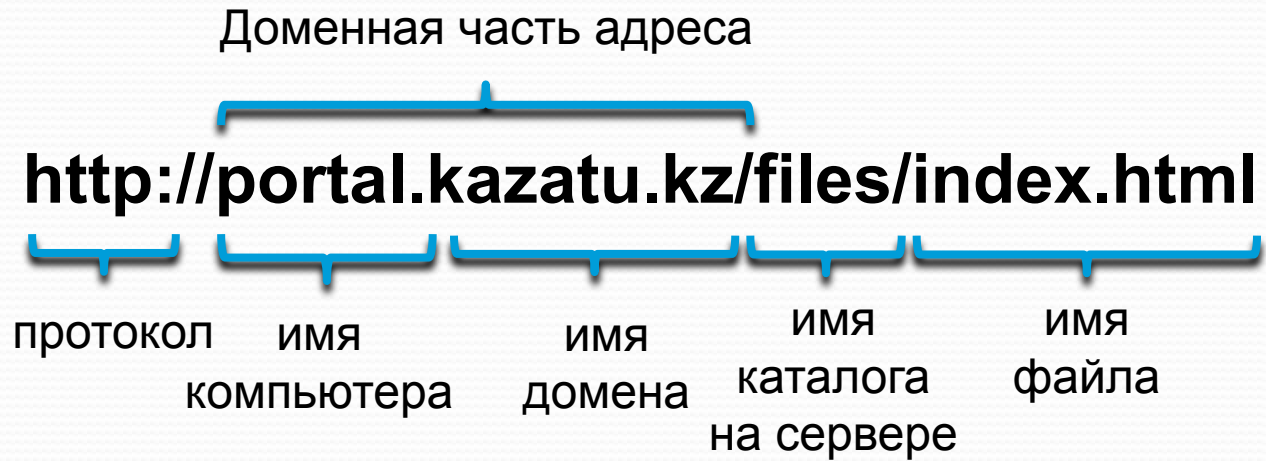 Доменная часть адреса
http://portal.kazatu.kz/files/index.html
протокол
имя
компьютера
имя
домена
имя
каталога
на сервере
имя
файла